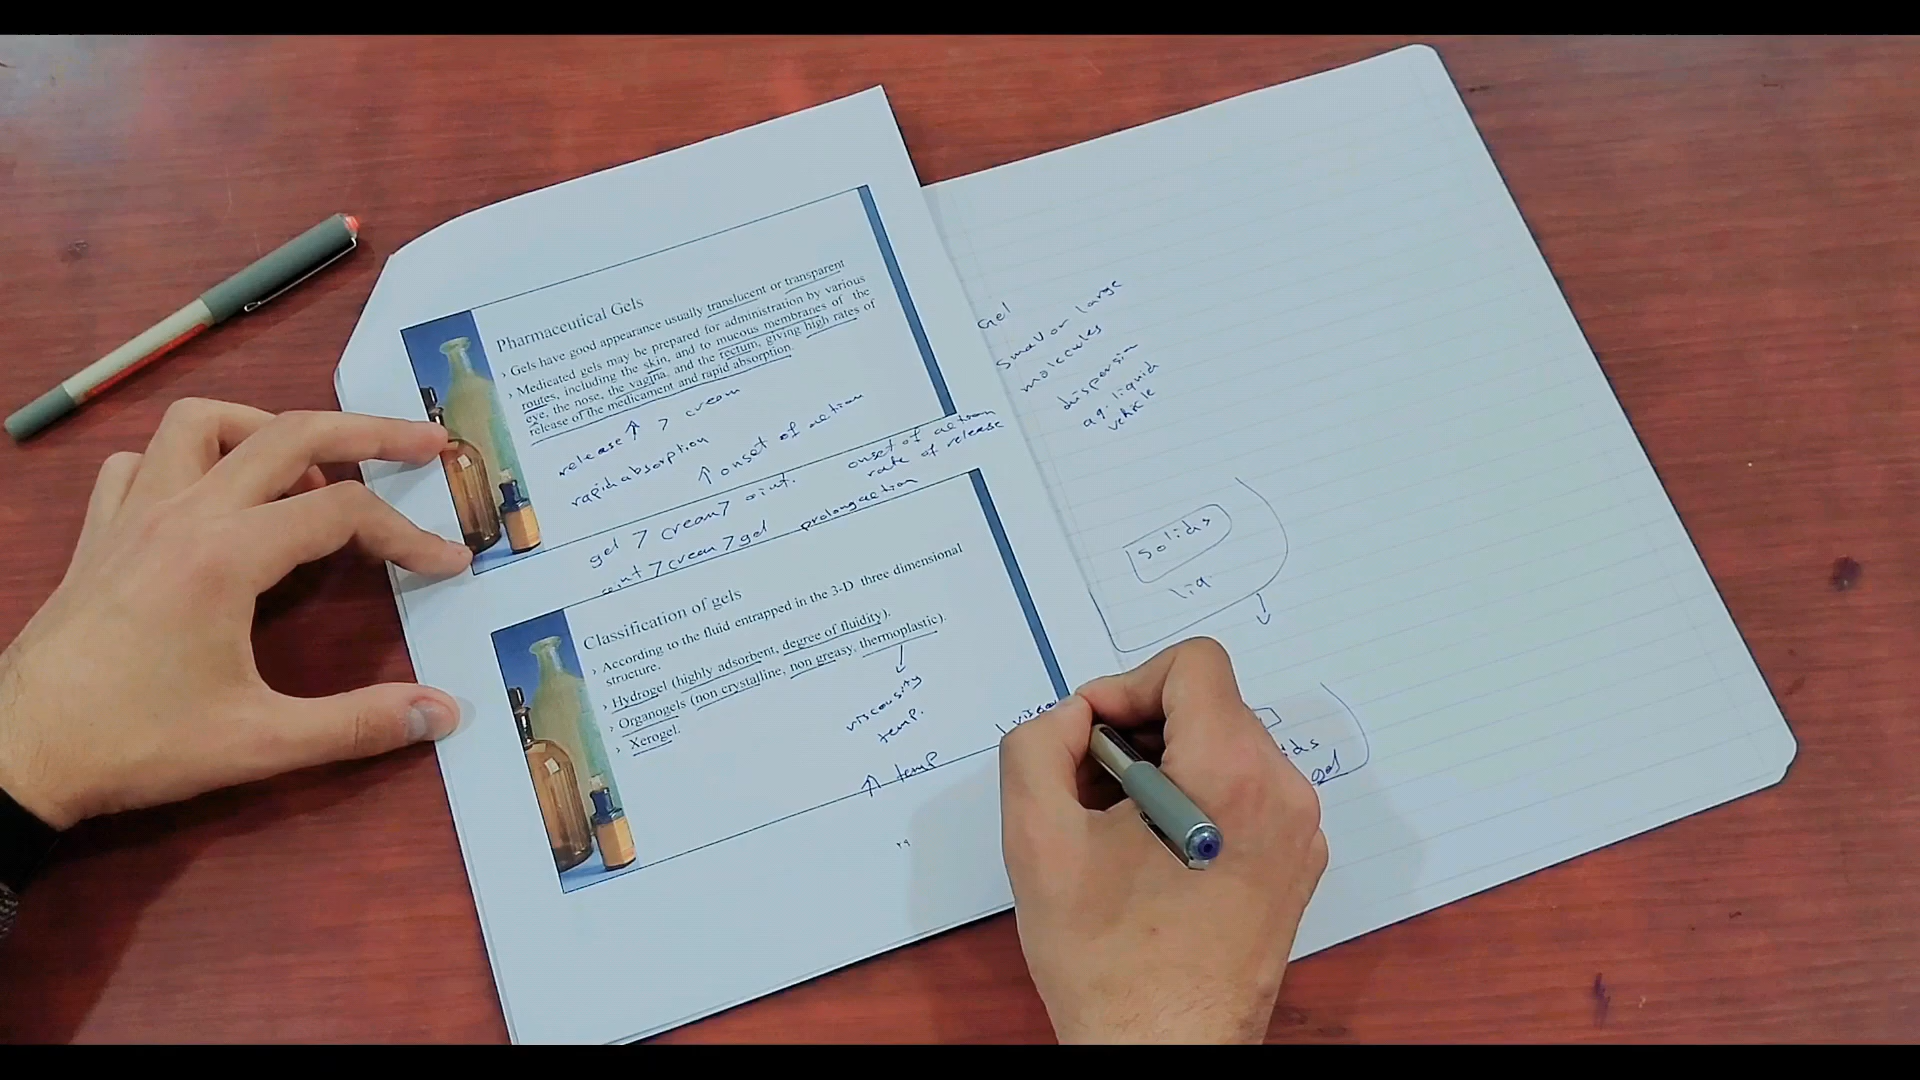 Pharmaceutical Gels
› Gels have good appearance usually translucent or transparent
› Medicated gels may be prepared for administration by various
routes, including the skin, and to mucous membranes of the
eye, the nose, the vagina, and the rectum, giving high rates of
release of the medicament and rapid absorption.
release ↑ > cream
rapid absorption
↑ onset of action
gel > cream > oint. onset of action
rate of release
oint > cream > gel prolong action
Classification of gels
› According to the fluid entrapped in the 3-D three dimensional
structure.
› Hydrogel (highly adsorbent, degree of fluidity).
› Organogels (non crystalline, non greasy, thermoplastic).
› Xerogel.
↓
viscosity
temp.
↑ temp
٢٩
Gel
small or large
molecules
dispersion
aq. liquid
vehicle
solids
liq.
↓
gel